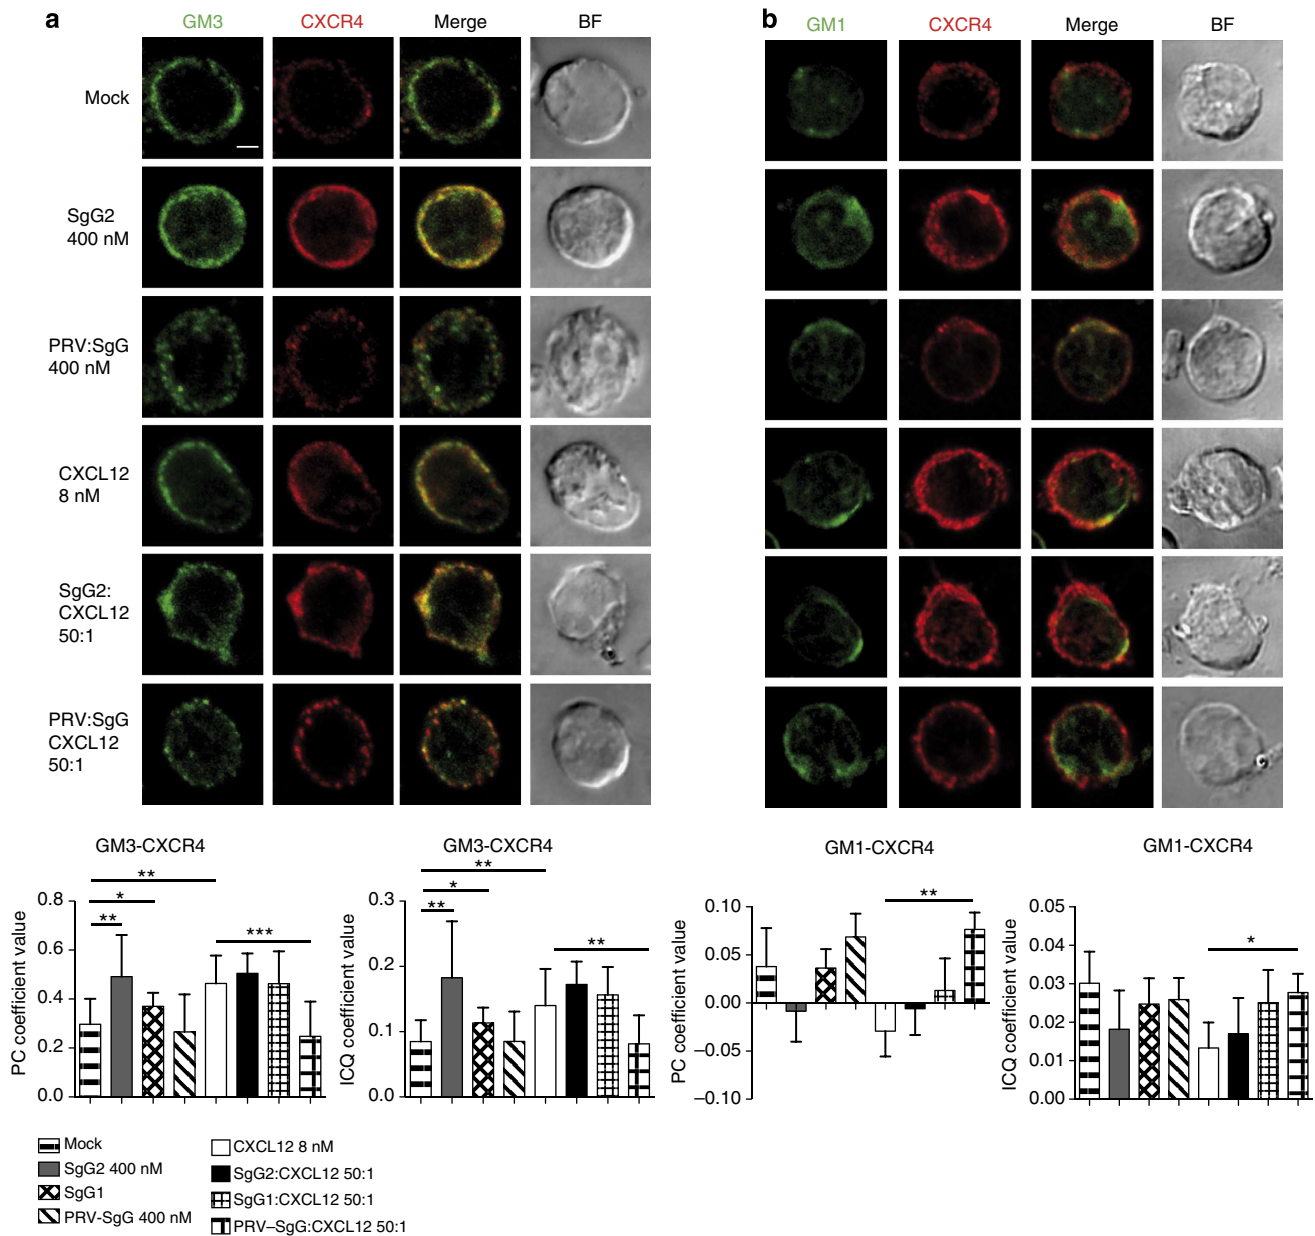 a
GM3 CXCR4 Merge BF
Mock
SgG2
400 nM
PRV:SgG
400 nM
CXCL12
8 nM
SgG2:
CXCL12
50:1
PRV:SgG
CXCL12
50:1
b
GM1 CXCR4 Merge BF
GM3-CXCR4
PC coefficient value
0.8
0.6
0.4
0.2
0.0
**
*
**
***
GM3-CXCR4
ICQ coefficient value
0.3
0.2
0.1
0.0
**
*
**
**
GM1-CXCR4
PC coefficient value
0.10
0.05
0.00
–0.05
–0.10
**
GM1-CXCR4
ICQ coefficient value
0.05
0.04
0.03
0.02
0.01
0.00
*
Mock
SgG2 400 nM
SgG1
PRV-SgG 400 nM
CXCL12 8 nM
SgG2:CXCL12 50:1
SgG1:CXCL12 50:1
PRV–SgG:CXCL12 50:1